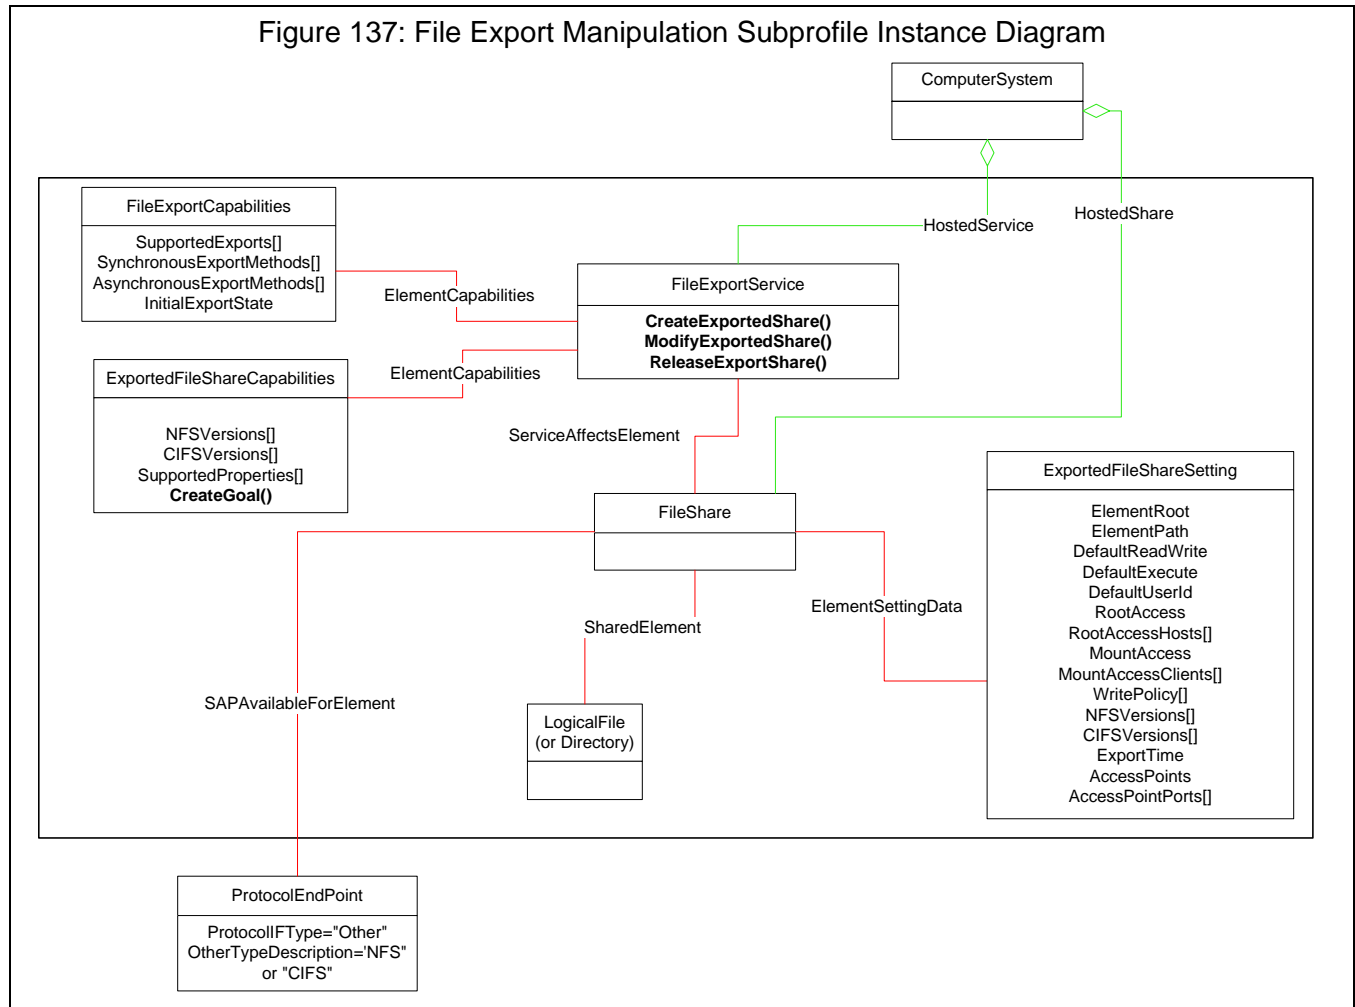 Figure 137: File Export Manipulation Subprofile Instance Diagram
ComputerSystem
HostedService
HostedShare
FileExportCapabilities
SupportedExports[]
SynchronousExportMethods[]
AsynchronousExportMethods[]
InitialExportState
ElementCapabilities
FileExportService
CreateExportedShare()
ModifyExportedShare()
ReleaseExportShare()
ExportedFileShareCapabilities
NFSVersions[]
CIFSVersions[]
SupportedProperties[]
CreateGoal()
ElementCapabilities
ServiceAffectsElement
FileShare
ExportedFileShareSetting
ElementRoot
ElementPath
DefaultReadWrite
DefaultExecute
DefaultUserId
RootAccess
RootAccessHosts[]
MountAccess
MountAccessClients[]
WritePolicy[]
NFSVersions[]
CIFSVersions[]
ExportTime
AccessPoints
AccessPointPorts[]
ElementSettingData
SharedElement
SAPAvailableForElement
LogicalFile
(or Directory)
ProtocolEndPoint
ProtocolIFType="Other"
OtherTypeDescription='NFS"
or "CIFS"